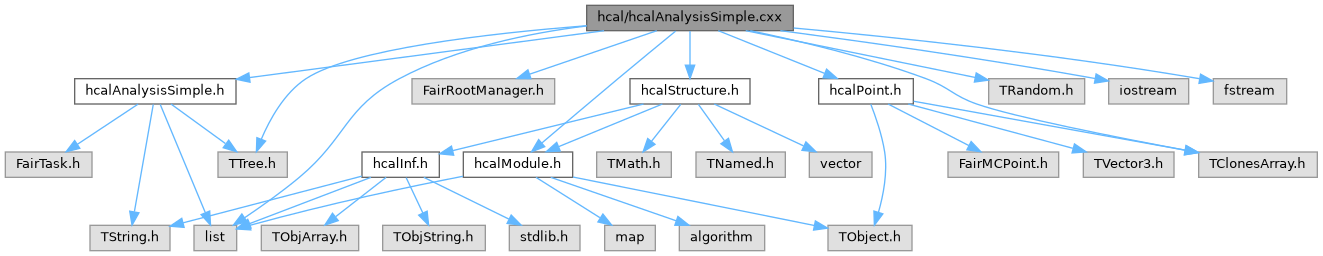 hcal/hcalAnalysisSimple.cxx
hcalAnalysisSimple.h
FairRootManager.h
hcalStructure.h
hcalPoint.h
TRandom.h
iostream
fstream
FairTask.h
TTree.h
hcalInf.h
hcalModule.h
TMath.h
TNamed.h
vector
FairMCPoint.h
TVector3.h
TClonesArray.h
TString.h
list
TObjArray.h
TObjString.h
stdlib.h
map
algorithm
TObject.h